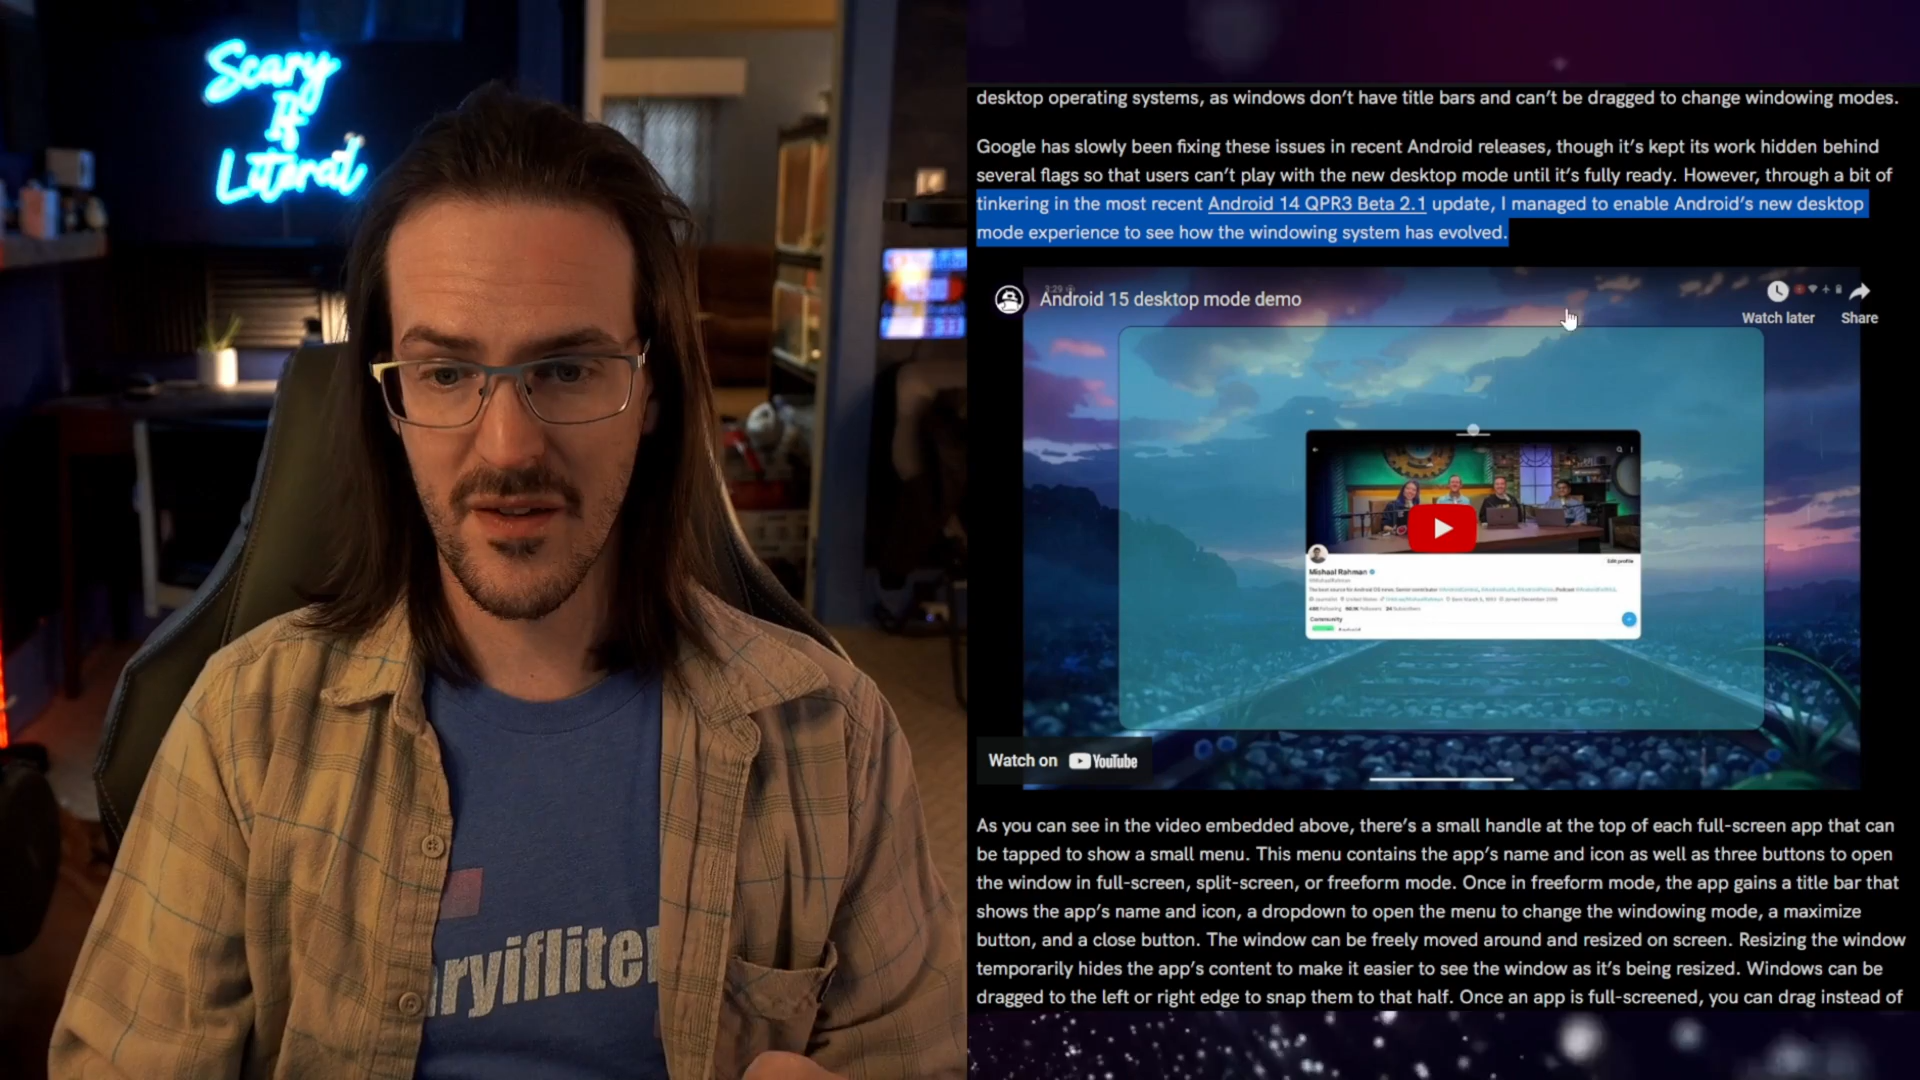 Scary
If
Literal
ryiflite
desktop operating systems, as windows don't have title bars and can't be dragged to change windowing modes.
Google has slowly been fixing these issues in recent Android releases, though it's kept its work hidden behind
several flags so that users can't play with the new desktop mode until it's fully ready. However, through a bit of
tinkering in the most recent Android 14 QPR3 Beta 2.1 update, I managed to enable Android's new desktop
mode experience to see how the windowing system has evolved.
3:29
Android 15 desktop mode demo
Watch later
Share
Edit profile
Mishaal Rahman
Community
Watch on YouTube
As you can see in the video embedded above, there's a small handle at the top of each full-screen app that can
be tapped to show a small menu. This menu contains the app's name and icon as well as three buttons to open
the window in full-screen, split-screen, or freeform mode. Once in freeform mode, the app gains a title bar that
shows the app's name and icon, a dropdown to open the menu to change the windowing mode, a maximize
button, and a close button. The window can be freely moved around and resized on screen. Resizing the window
temporarily hides the app's content to make it easier to see the window as it's being resized. Windows can be
dragged to the left or right edge to snap them to that half. Once an app is full-screened, you can drag instead of